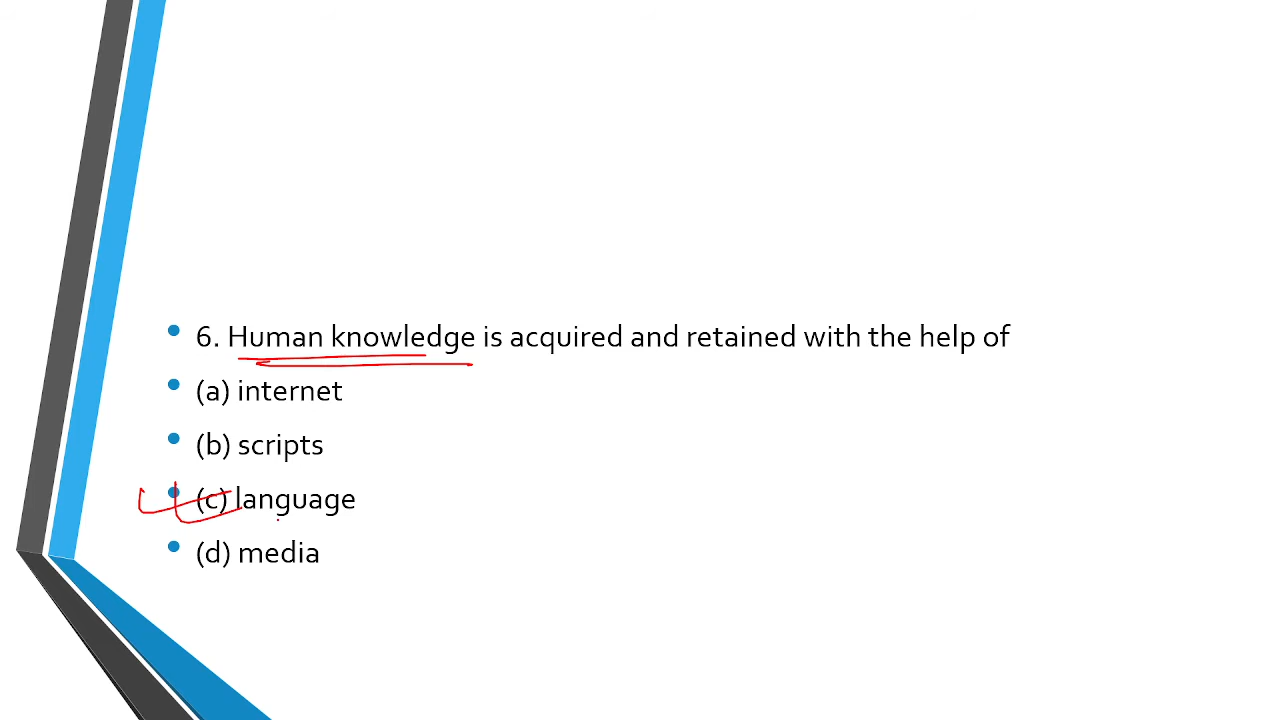 6. Human knowledge is acquired and retained with the help of
(a) internet
(b) scripts
(c) language
(d) media